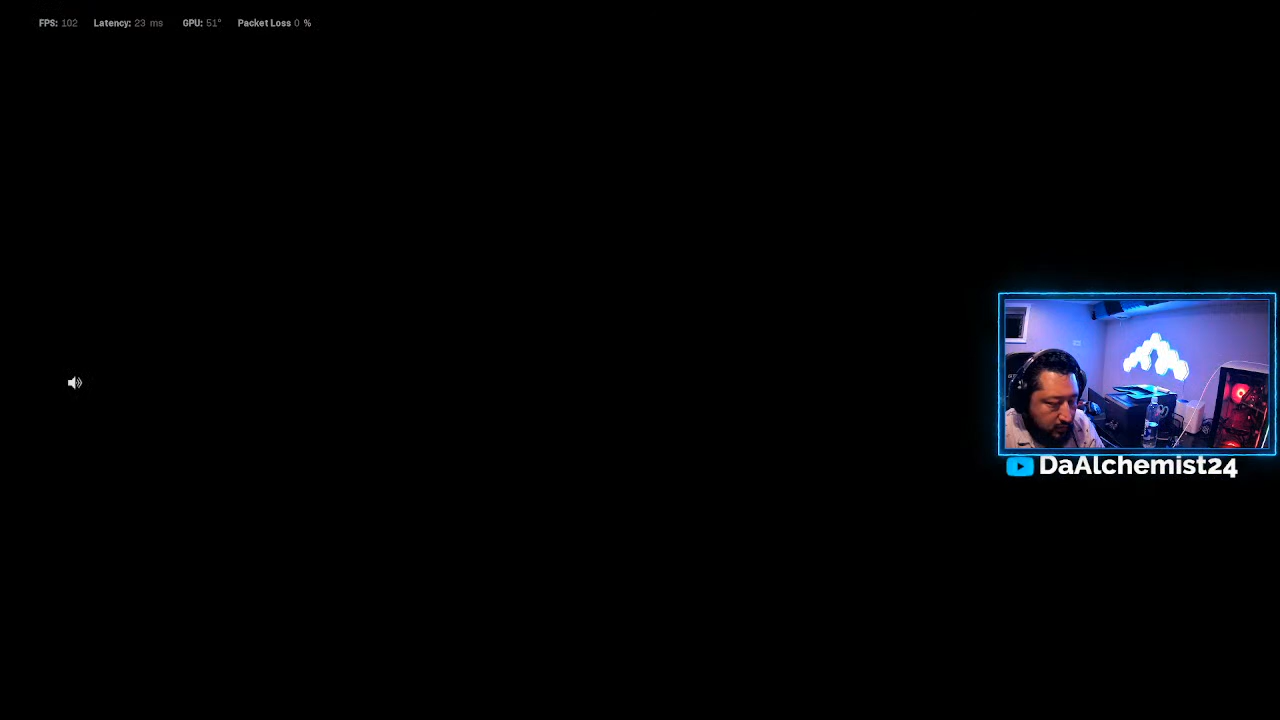 FPS: 102 Latency: 23 ms GPU: 51° Packet Loss 0 %
DaAlchemist24